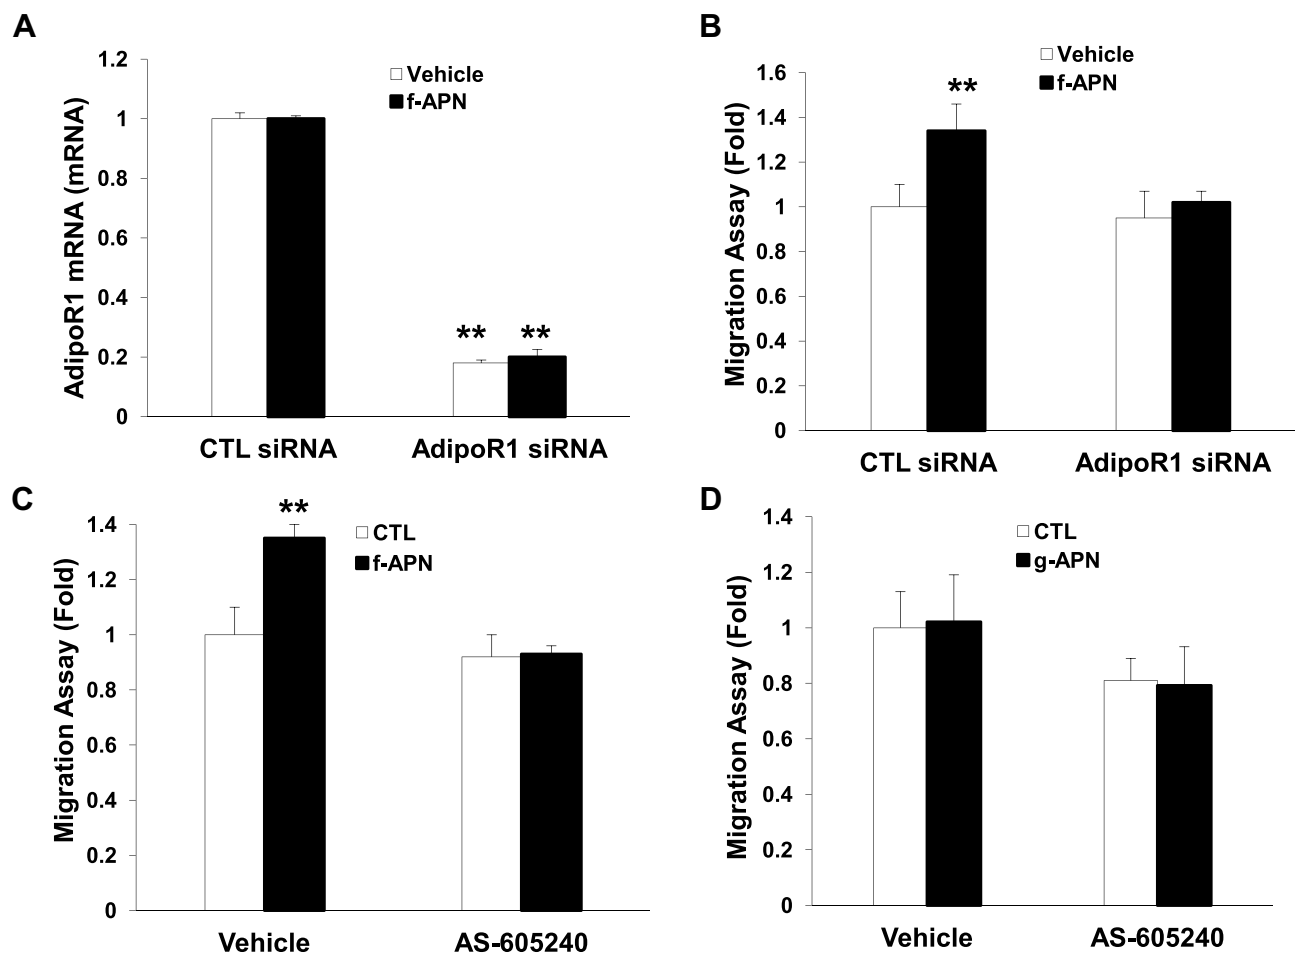 A
AdipoR1 mRNA (mRNA)
1.2
1
0.8
0.6
0.4
0.2
0
Vehicle
f-APN
** **
CTL siRNA AdipoR1 siRNA
B
Migration Assay (Fold)
1.6
1.4
1.2
1
0.8
0.6
0.4
0.2
0
Vehicle
f-APN
**
CTL siRNA AdipoR1 siRNA
C
Migration Assay (Fold)
1.4
1.2
1
0.8
0.6
0.4
0.2
0
**
CTL
f-APN
Vehicle AS-605240
D
Migration Assay (Fold)
1.4
1.2
1
0.8
0.6
0.4
0.2
0
CTL
g-APN
Vehicle AS-605240